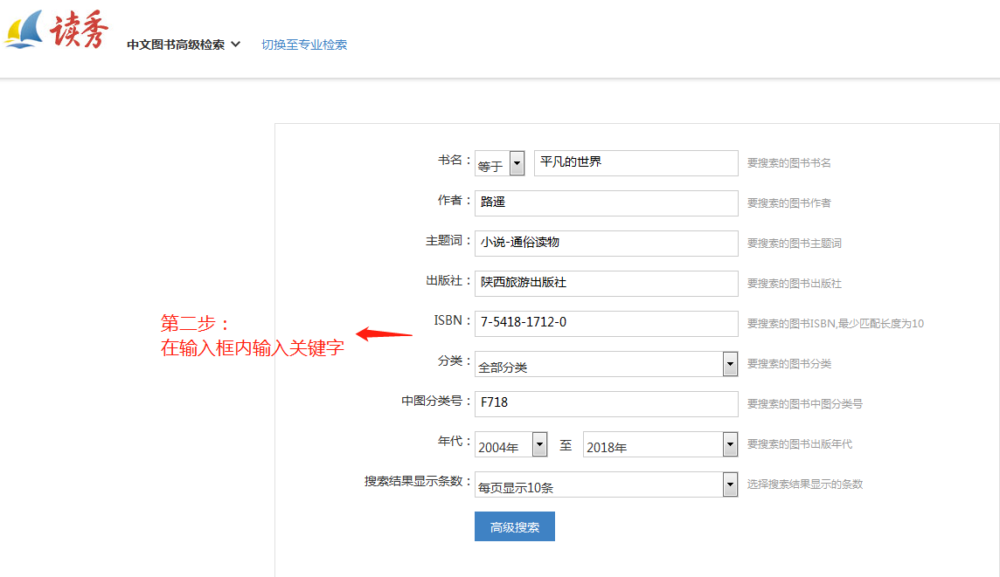 读秀
中文图书高级检索 切换至专业检索
书名： 等于 平凡的世界 要搜索的图书书名
作者： 路遥 要搜索的图书作者
主题词： 小说-通俗读物 要搜索的图书主题词
出版社： 陕西旅游出版社 要搜索的图书出版社
第二步：
在输入框内输入关键字
ISBN： 7-5418-1712-0 要搜索的图书ISBN,最少匹配长度为10
分类： 全部分类 要搜索的图书分类
中图分类号： F718 要搜索的图书中图分类号
年代： 2004年 至 2018年 要搜索的图书出版年代
搜索结果显示条数： 每页显示10条 选择搜索结果显示的条数
高级搜索